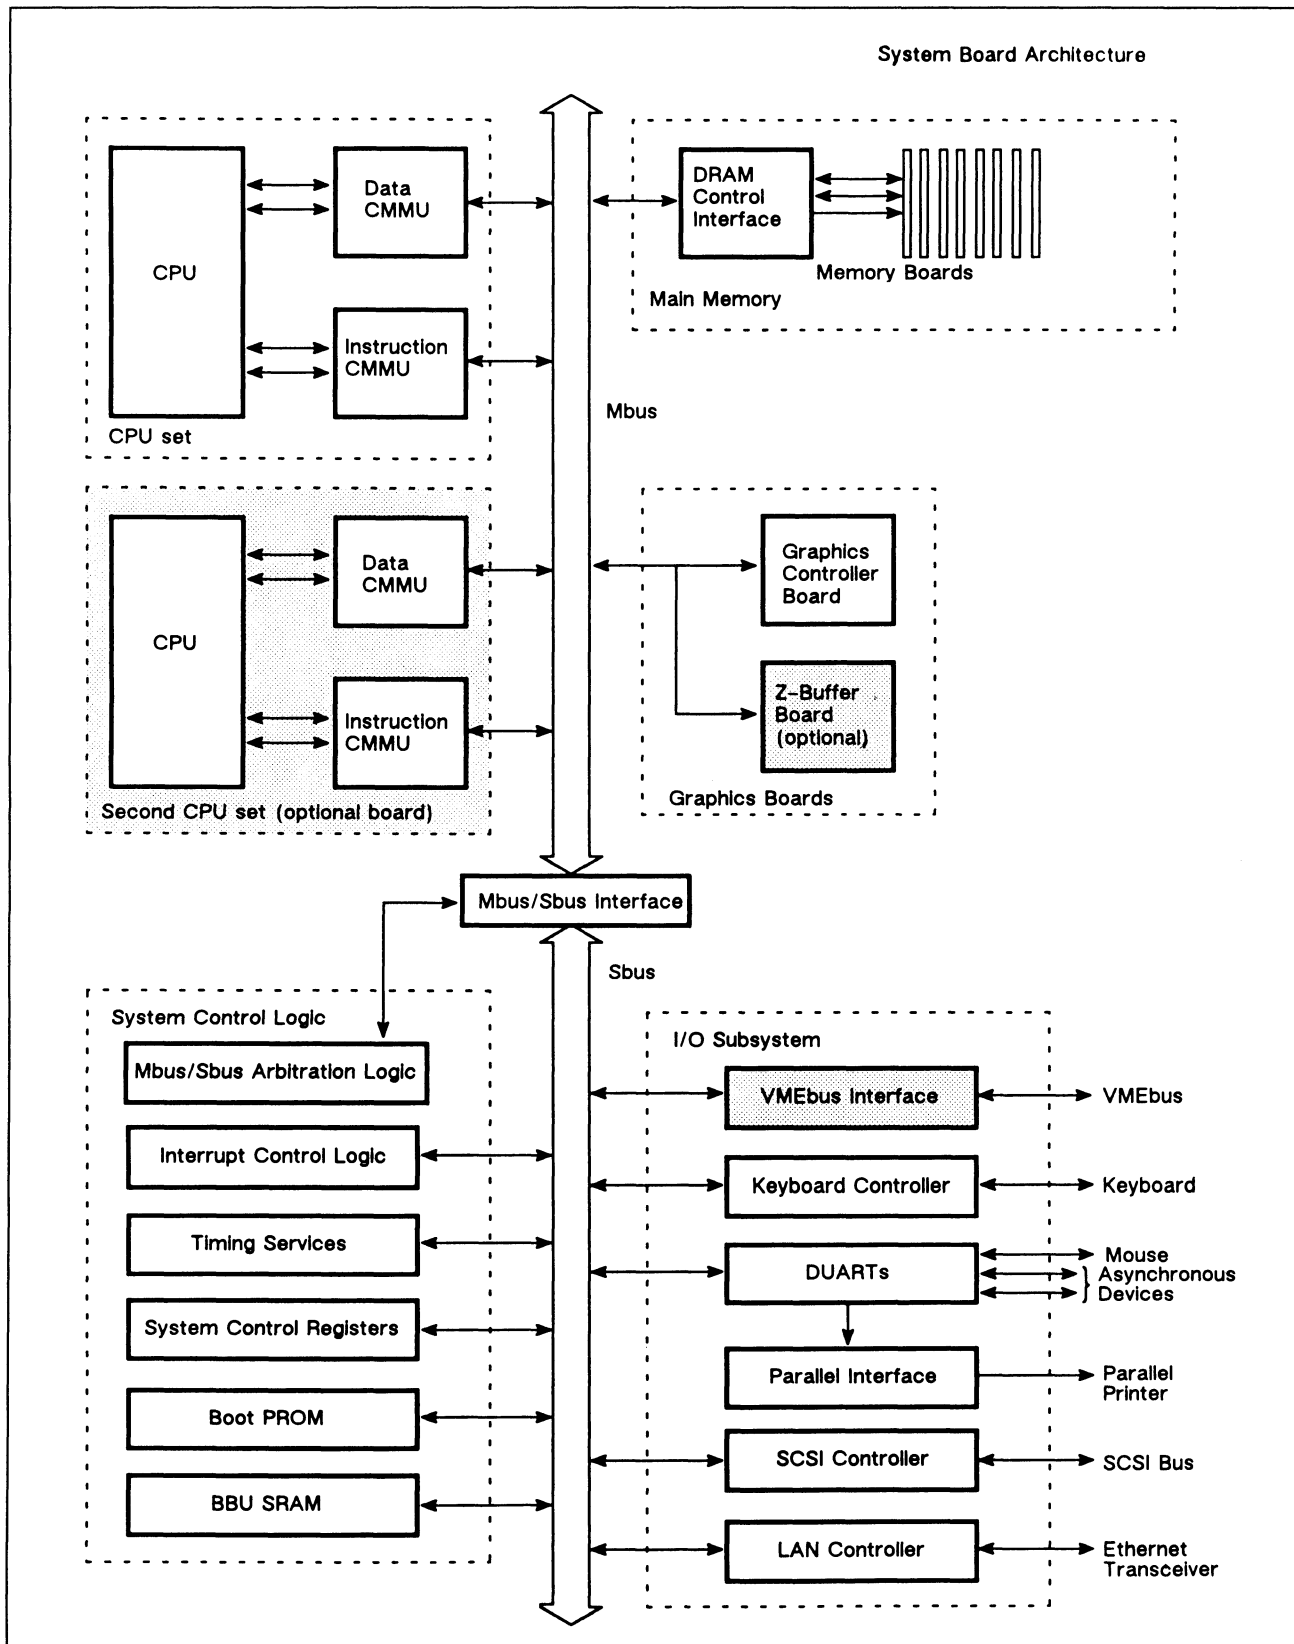 System Board Architecture
CPU
Data
CMMU
Instruction
CMMU
CPU set
DRAM
Control
Interface
Memory Boards
Main Memory
Mbus
CPU
Data
CMMU
Instruction
CMMU
Second CPU set (optional board)
Graphics
Controller
Board
Z-Buffer
Board
(optional)
Graphics Boards
Mbus/Sbus Interface
Sbus
System Control Logic
Mbus/Sbus Arbitration Logic
Interrupt Control Logic
Timing Services
System Control Registers
Boot PROM
BBU SRAM
I/O Subsystem
VMEbus Interface
VMEbus
Keyboard Controller
Keyboard
DUARTs
Mouse
Asynchronous
Devices
Parallel Interface
Parallel
Printer
SCSI Controller
SCSI Bus
LAN Controller
Ethernet
Transceiver